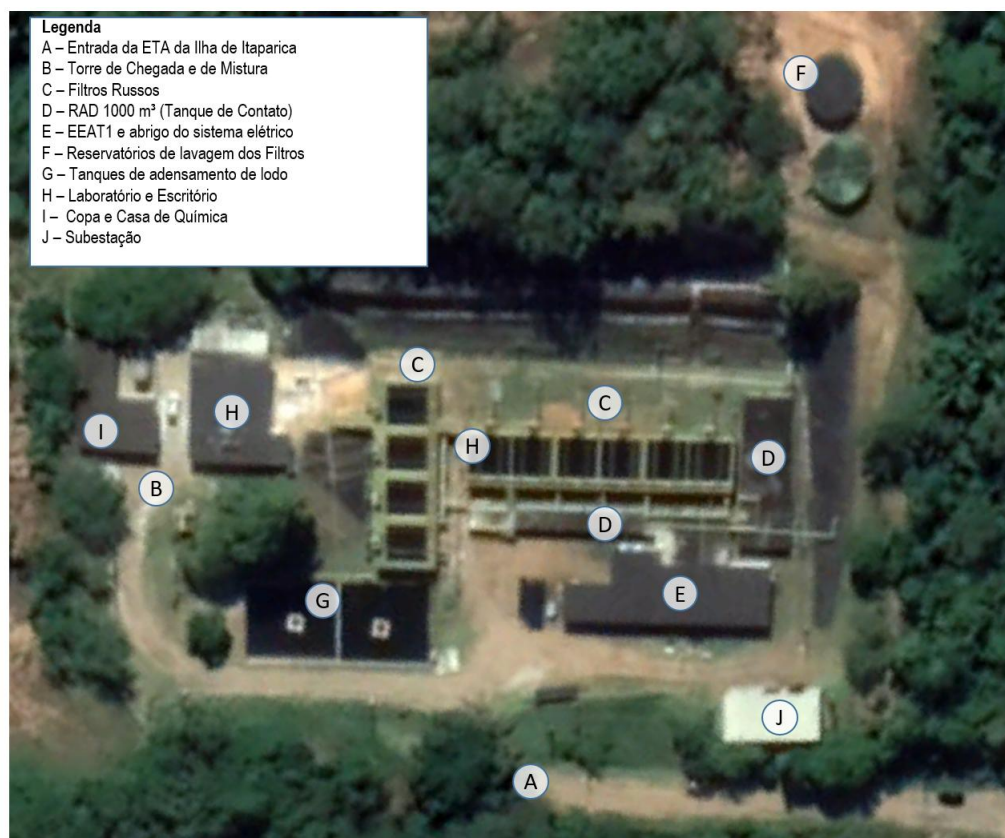 Legenda
A – Entrada da ETA da Ilha de Itaparica
B – Torre de Chegada e de Mistura
C – Filtros Russos
D – RAD 1000 m³ (Tanque de Contato)
E – EEAT1 e abrigo do sistema elétrico
F – Reservatórios de lavagem dos Filtros
G – Tanques de adensamento de lodo
H – Laboratório e Escritório
I –  Copa e Casa de Química
J – Subestação
F
C
H
C
I
H
D
B
D
G
E
J
A